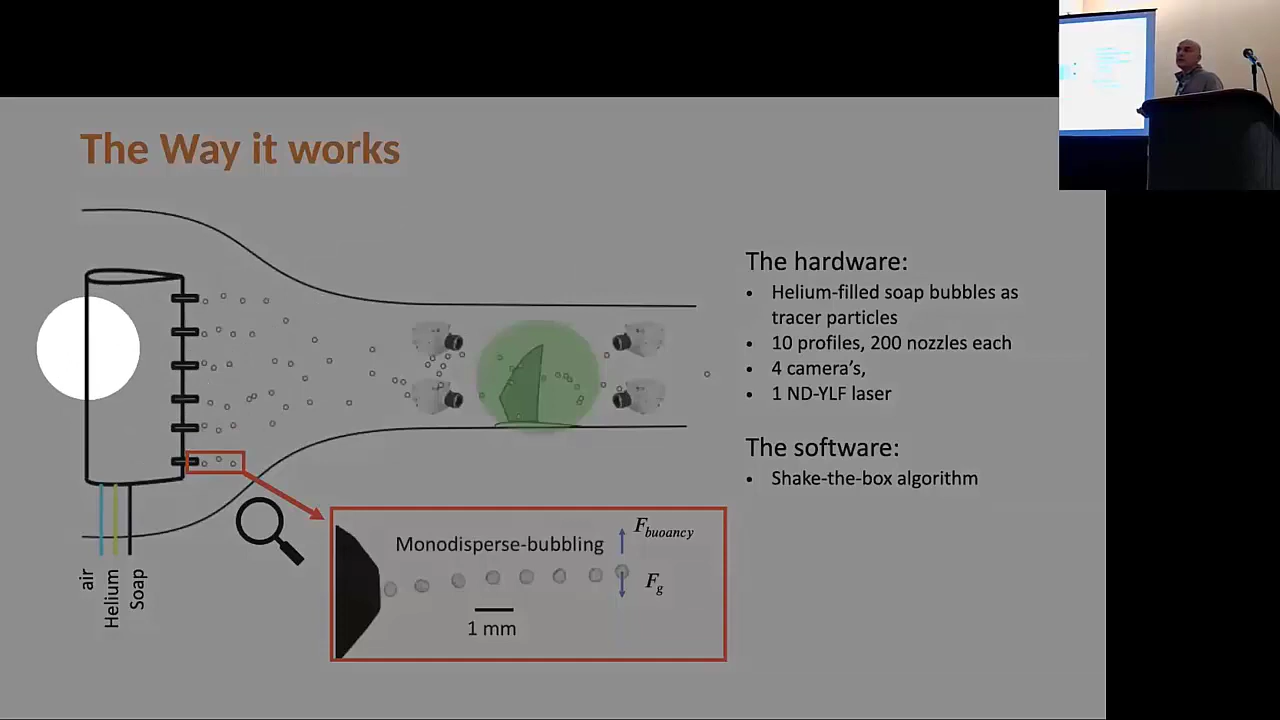 The Way it works
The hardware:
• Helium-filled soap bubbles as
tracer particles
• 10 profiles, 200 nozzles each
• 4 camera's,
• 1 ND-YLF laser
The software:
• Shake-the-box algorithm
air
Helium
Soap
Monodisperse-bubbling
F_buoancy
F_g
1 mm